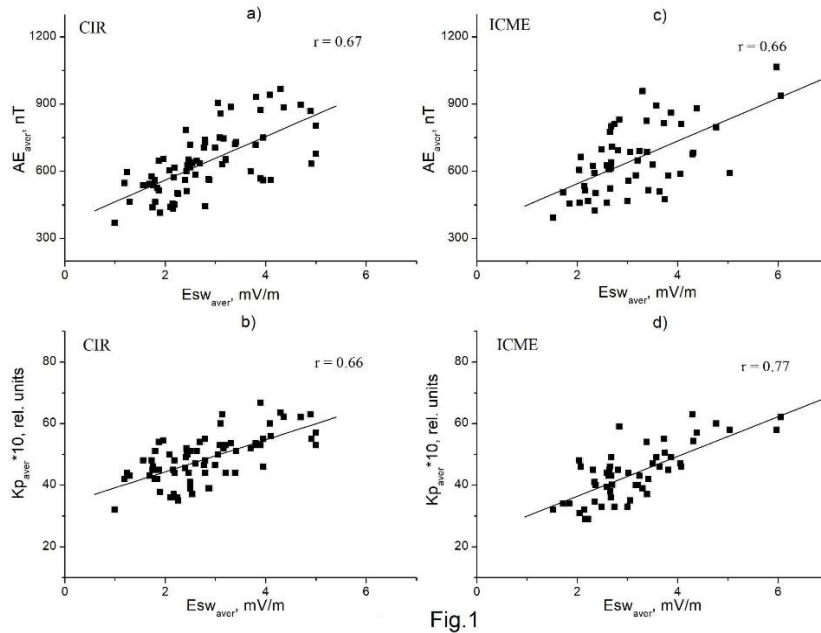 a)
CIR
r = 0.67
1300
900
600
300
AEaver, nT
0 2 4 6
Eswaver, mV/m
c)
ICME
r = 0.66
1200
900
600
300
AEaver, nT
0 2 4 6
Eswaver, mV/m
b)
CIR
r = 0.66
80
60
40
20
Kpaver*10, rel. units
0 2 4 6
Eswaver, mV/m
d)
ICME
r = 0.77
80
60
40
20
Kpaver*10, rel. units
0 2 4 6
Eswaver, mV/m
Fig.1